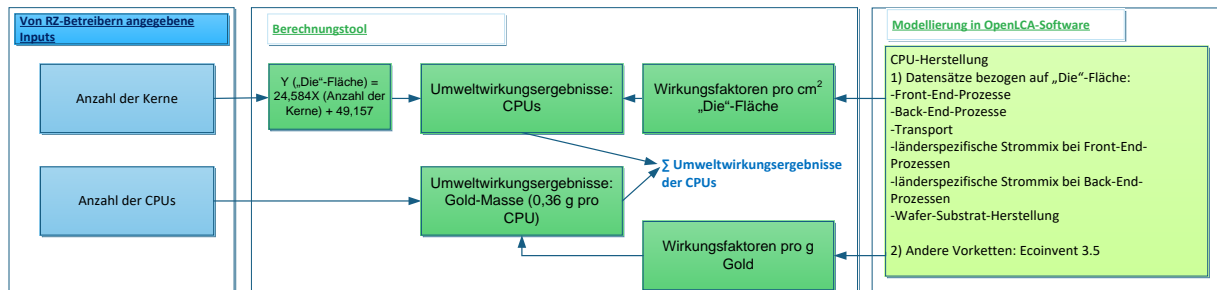 Von RZ-Betreibern angegebene
Inputs
Anzahl der Kerne
Anzahl der CPUs
Berechnungstool
Y („Die“-Fläche) =
24,584X (Anzahl der
Kerne) + 49,157
Umweltwirkungsergebnisse:
CPUs
Wirkungsfaktoren pro cm²
„Die“-Fläche
∑ Umweltwirkungsergebnisse
der CPUs
Umweltwirkungsergebnisse:
Gold-Masse (0,36 g pro
CPU)
Wirkungsfaktoren pro g
Gold
Modellierung in OpenLCA-Software
CPU-Herstellung
1) Datensätze bezogen auf „Die“-Fläche:
-Front-End-Prozesse
-Back-End-Prozesse
-Transport
-länderspezifische Strommix bei Front-End-
Prozessen
-länderspezifische Strommix bei Back-End-
Prozessen
-Wafer-Substrat-Herstellung
2) Andere Vorketten: Ecoinvent 3.5